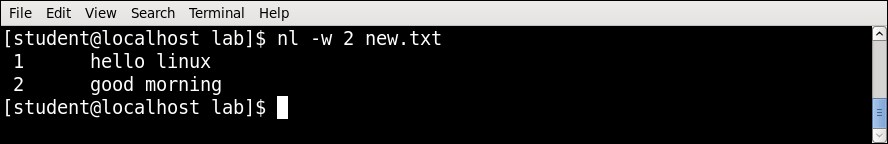 File Edit View Search Terminal Help
[student@localhost lab]$ nl -w 2 new.txt
 1	hello linux
 2	good morning
[student@localhost lab]$